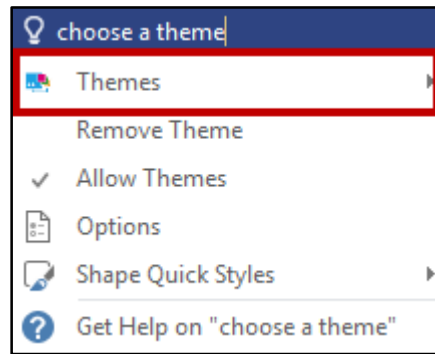 choose a theme
Themes
Remove Theme
Allow Themes
Options
Shape Quick Styles
Get Help on "choose a theme"